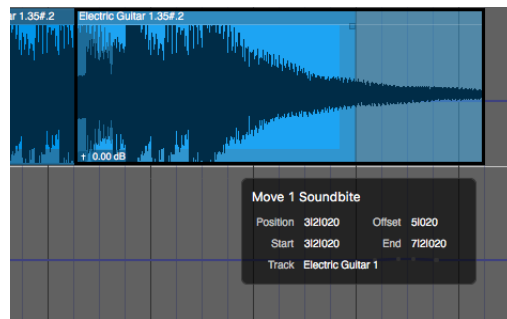 r 1.35#.2 Electric Guitar 1.35#.2
0.00 dB
Move 1 Soundbite
Position 3|2|020 Offset 5|020
Start 3|2|020 End 7|2|020
Track Electric Guitar 1